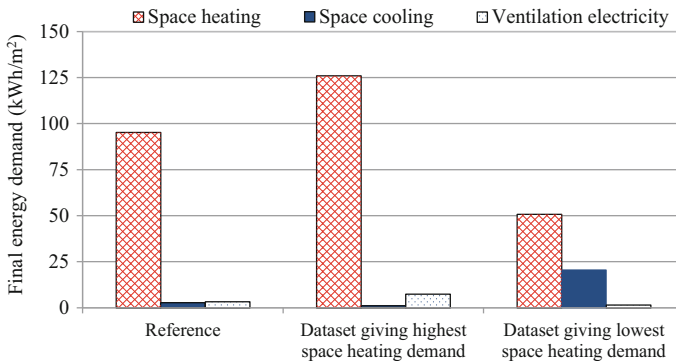 Space heating
Space cooling
Ventilation electricity
Final energy demand (kWh/m²)
150
125
100
75
50
25
0
Reference
Dataset giving highest
space heating demand
Dataset giving lowest
space heating demand